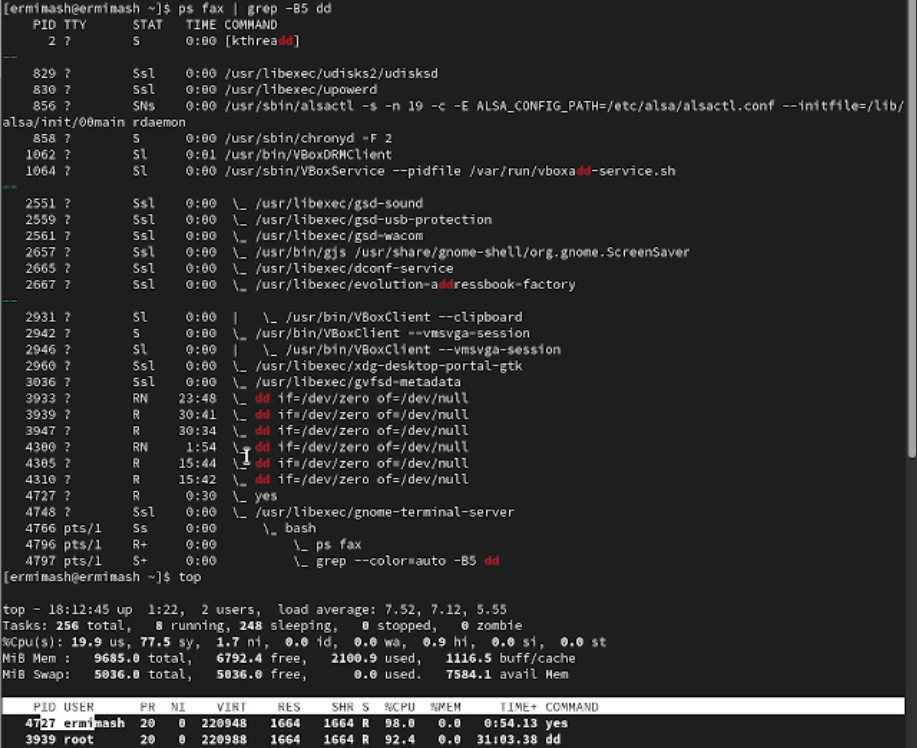 [ermimash@ermimash ~]$ ps fax | grep -B5 dd
PID TTY STAT TIME COMMAND
2 ? S 0:00 [kthreadd]
--
829 ? Ssl 0:00 /usr/libexec/udisks2/udisksd
830 ? Ssl 0:00 /usr/libexec/upowerd
856 ? SNs 0:00 /usr/sbin/alsactl -s -n 19 -c -E ALSA_CONFIG_PATH=/etc/alsa/alsactl.conf --initfile=/lib/
alsa/init/00main rdaemon
858 ? S 0:00 /usr/sbin/chronyd -F 2
1062 ? Sl 0:01 /usr/bin/VBoxDRMClient
1064 ? Sl 0:00 /usr/sbin/VBoxService --pidfile /var/run/vboxadd-service.sh
--
2551 ? Ssl 0:00 \_ /usr/libexec/gsd-sound
2559 ? Ssl 0:00 \_ /usr/libexec/gsd-usb-protection
2561 ? Ssl 0:00 \_ /usr/libexec/gsd-wacom
2657 ? Ssl 0:00 \_ /usr/bin/gjs /usr/share/gnome-shell/org.gnome.ScreenSaver
2665 ? Ssl 0:00 \_ /usr/libexec/dconf-service
2667 ? Ssl 0:00 \_ /usr/libexec/evolution-addressbook-factory
--
2931 ? Sl 0:00 | \_ /usr/bin/VBoxClient --clipboard
2942 ? S 0:00 \_ /usr/bin/VBoxClient --vmsvga-session
2946 ? Sl 0:00 | \_ /usr/bin/VBoxClient --vmsvga-session
2960 ? Ssl 0:00 \_ /usr/libexec/xdg-desktop-portal-gtk
3036 ? Ssl 0:00 \_ /usr/libexec/gvfsd-metadata
3933 ? RN 23:48 \_ dd if=/dev/zero of=/dev/null
3939 ? R 30:41 \_ dd if=/dev/zero of=/dev/null
3947 ? R 30:34 \_ dd if=/dev/zero of=/dev/null
4300 ? RN 1:54 \_ dd if=/dev/zero of=/dev/null
4305 ? R 15:44 \_ dd if=/dev/zero of=/dev/null
4310 ? R 15:42 \_ dd if=/dev/zero of=/dev/null
4727 ? R 0:30 \_ yes
4748 ? Ssl 0:00 \_ /usr/libexec/gnome-terminal-server
4766 pts/1 Ss 0:00 \_ bash
4796 pts/1 R+ 0:00 \_ ps fax
4797 pts/1 S+ 0:00 \_ grep --color=auto -B5 dd
[ermimash@ermimash ~]$ top
top - 18:12:45 up 1:22, 2 users, load average: 7.52, 7.12, 5.55
Tasks: 256 total, 8 running, 248 sleeping, 0 stopped, 0 zombie
%Cpu(s): 19.9 us, 77.5 sy, 1.7 ni, 0.0 id, 0.0 wa, 0.9 hi, 0.0 si, 0.0 st
MiB Mem : 9685.0 total, 6792.4 free, 2100.9 used, 1116.5 buff/cache
MiB Swap: 5036.0 total, 5036.0 free, 0.0 used. 7584.1 avail Mem
PID USER PR NI VIRT RES SHR S %CPU %MEM TIME+ COMMAND
4727 ermimash 20 0 220948 1664 1664 R 98.0 0.0 0:54.13 yes
3939 root 20 0 220988 1664 1664 R 92.4 0.0 31:03.38 dd